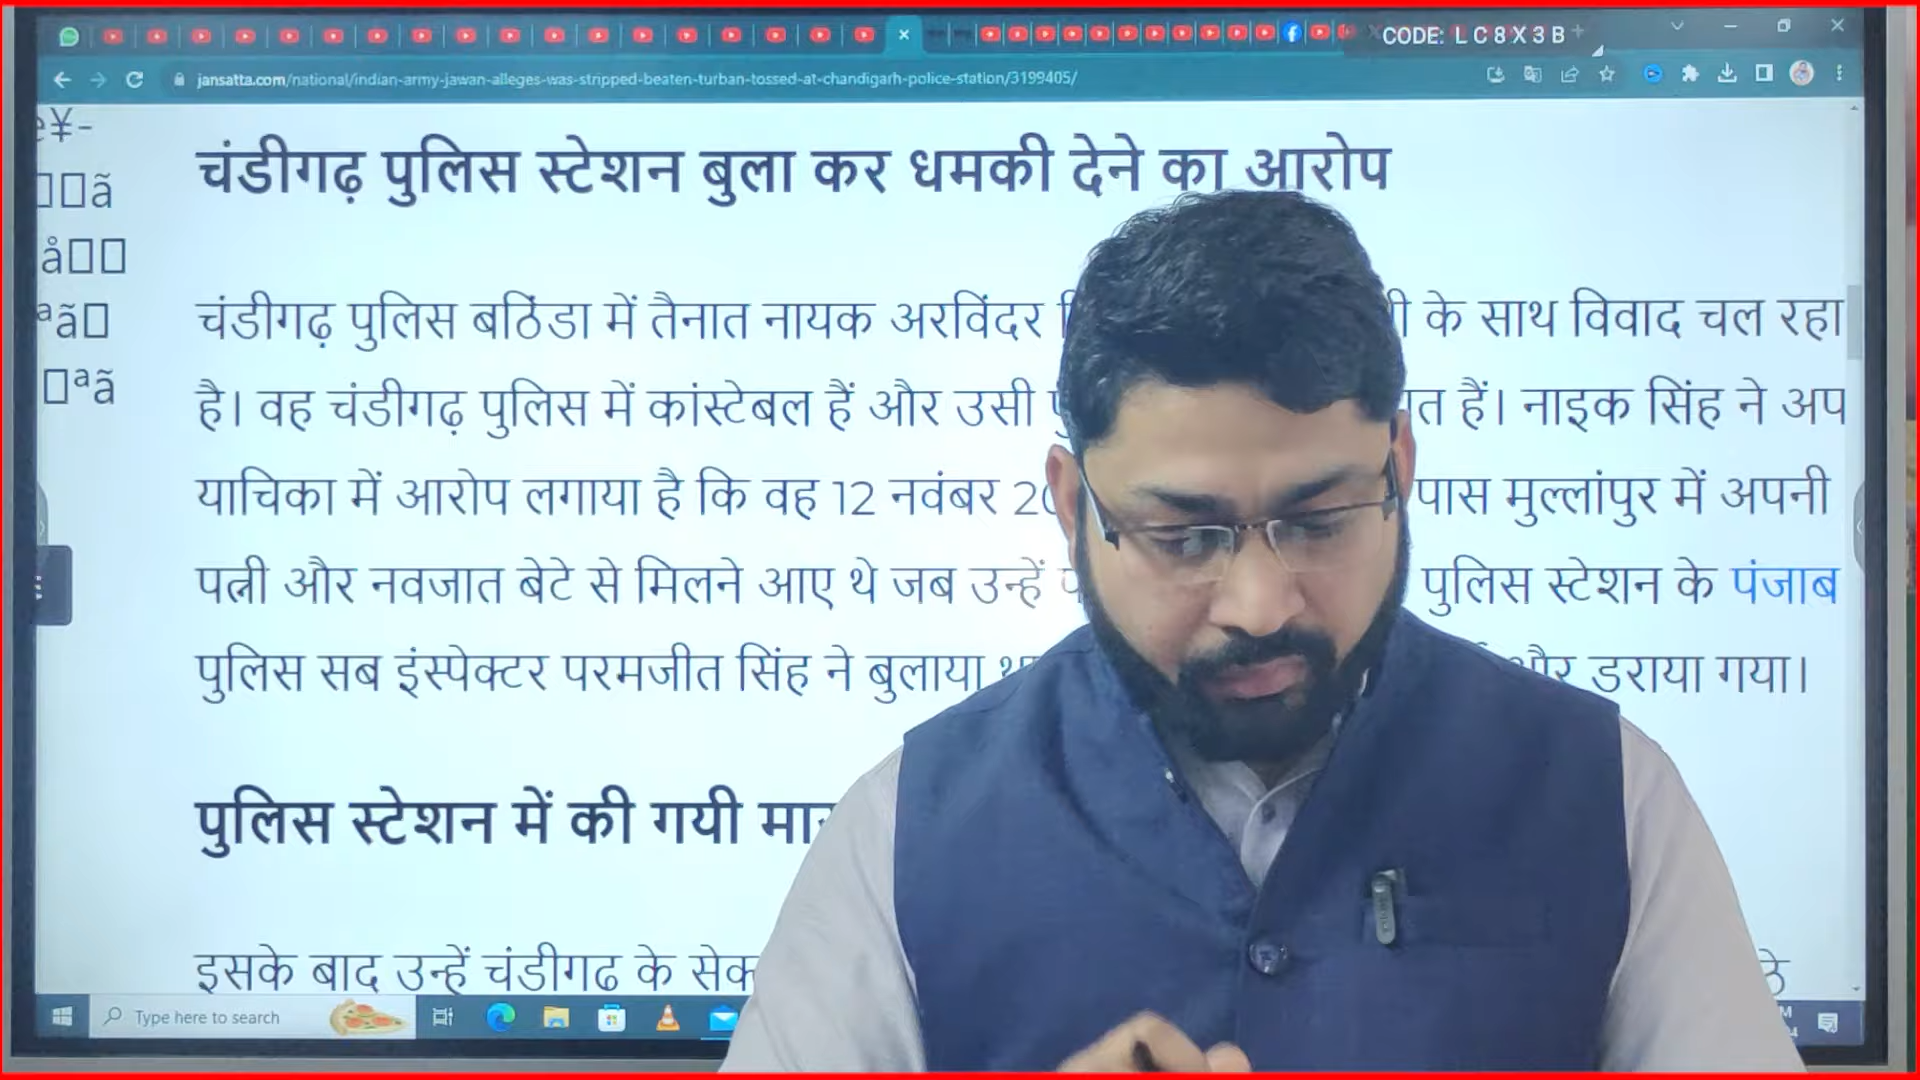 CODE: L C 8 X 3 B
jansatta.com/national/indian-army-jawan-alleges-was-stripped-beaten-turban-tossed-at-chandigarh-police-station/3199405/
चंडीगढ़ पुलिस स्टेशन बुला कर धमकी देने का आरोप
चंडीगढ़ पुलिस बठिंडा में तैनात नायक अरविंदर के साथ विवाद चल रहा
है। वह चंडीगढ़ पुलिस में कांस्टेबल हैं और उसी हैं। नाइक सिंह ने अप
याचिका में आरोप लगाया है कि वह 12 नवंबर पास मुल्लांपुर में अपनी
पत्नी और नवजात बेटे से मिलने आए थे जब उन्हें पुलिस स्टेशन के पंजाब
पुलिस सब इंस्पेक्टर परमजीत सिंह ने बुलाया और डराया गया।
पुलिस स्टेशन में की गयी
इसके बाद उन्हें चंडीगढ के
Type here to search